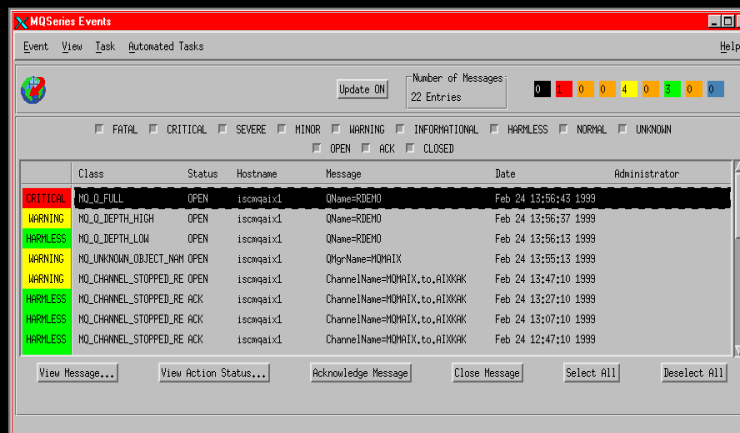 MQSeries Events
Event View Task Automated Tasks Help
Update ON Number of Messages 22 Entries 0 1 0 0 4 0 3 0 0
FATAL CRITICAL SEVERE MINOR WARNING INFORMATIONAL HARMLESS NORMAL UNKNOWN
OPEN ACK CLOSED
Class Status Hostname Message Date Administrator
CRITICAL MQ_Q_FULL OPEN iscmqaix1 QName=RDEMO Feb 24 13:56:43 1999
WARNING MQ_Q_DEPTH_HIGH OPEN iscmqaix1 QName=RDEMO Feb 24 13:56:37 1999
HARMLESS MQ_Q_DEPTH_LOW OPEN iscmqaix1 QName=RDEMO Feb 24 13:56:13 1999
WARNING MQ_UNKNOWN_OBJECT_NAM OPEN iscmqaix1 QMgrName=MQMAIX Feb 24 13:55:13 1999
WARNING MQ_CHANNEL_STOPPED_RE OPEN iscmqaix1 ChannelName=MQMAIX.to.AIXKAK Feb 24 13:47:10 1999
HARMLESS MQ_CHANNEL_STOPPED_RE ACK iscmqaix1 ChannelName=MQMAIX.to.AIXKAK Feb 24 13:27:10 1999
HARMLESS MQ_CHANNEL_STOPPED_RE ACK iscmqaix1 ChannelName=MQMAIX.to.AIXKAK Feb 24 13:07:10 1999
HARMLESS MQ_CHANNEL_STOPPED_RE ACK iscmqaix1 ChannelName=MQMAIX.to.AIXKAK Feb 24 12:47:10 1999
View Message... View Action Status... Acknowledge Message Close Message Select All Deselect All